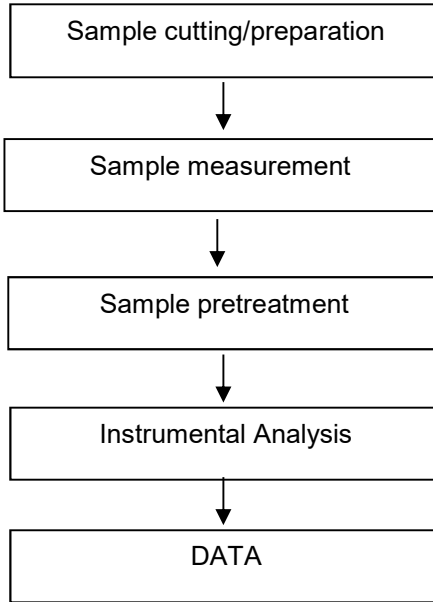 Sample cutting/preparation
Sample measurement
Sample pretreatment
Instrumental Analysis
DATA